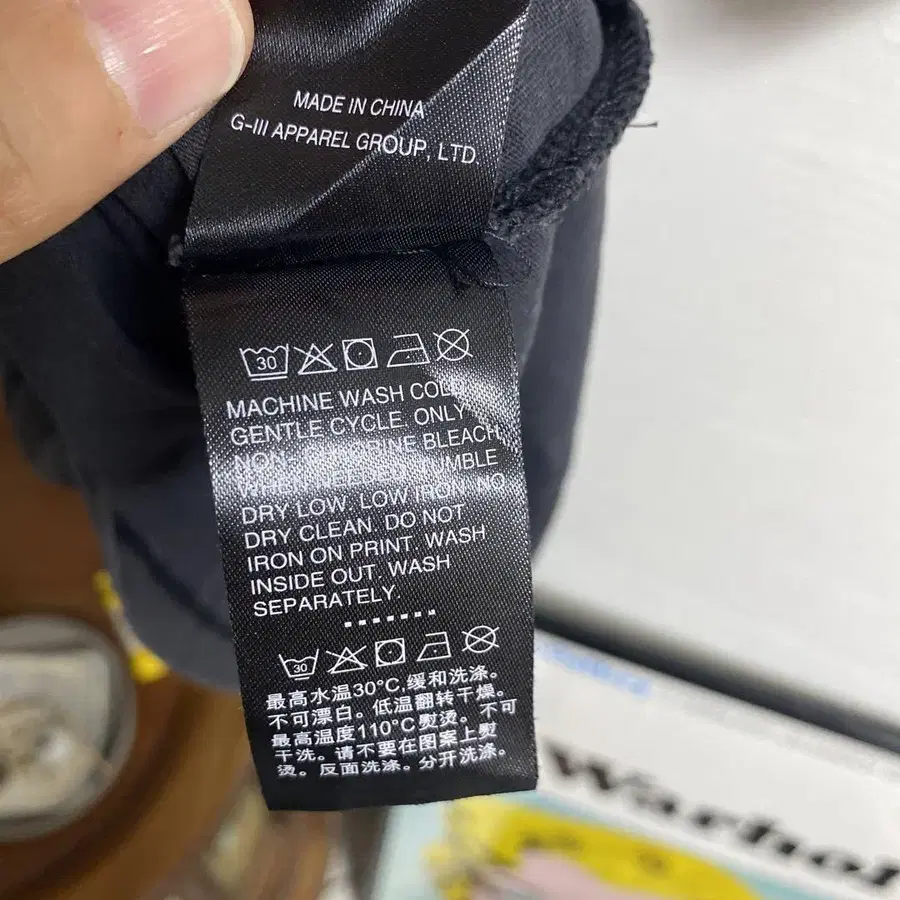 MADE IN CHINA
G-III APPAREL GROUP, LTD.
30
MACHINE WASH COLD
GENTLE CYCLE. ONLY
NON- BLEACH
TUMBLE
DRY LOW. LOW IRON. NO
DRY CLEAN. DO NOT
IRON ON PRINT. WASH
INSIDE OUT. WASH
SEPARATELY.
30
最高水温30°C,缓和洗涤。
不可漂白。低温翻转干燥。
最高温度110°C熨烫。不可
干洗。请不要在图案上熨
烫。反面洗涤。分开洗涤。
Warhol